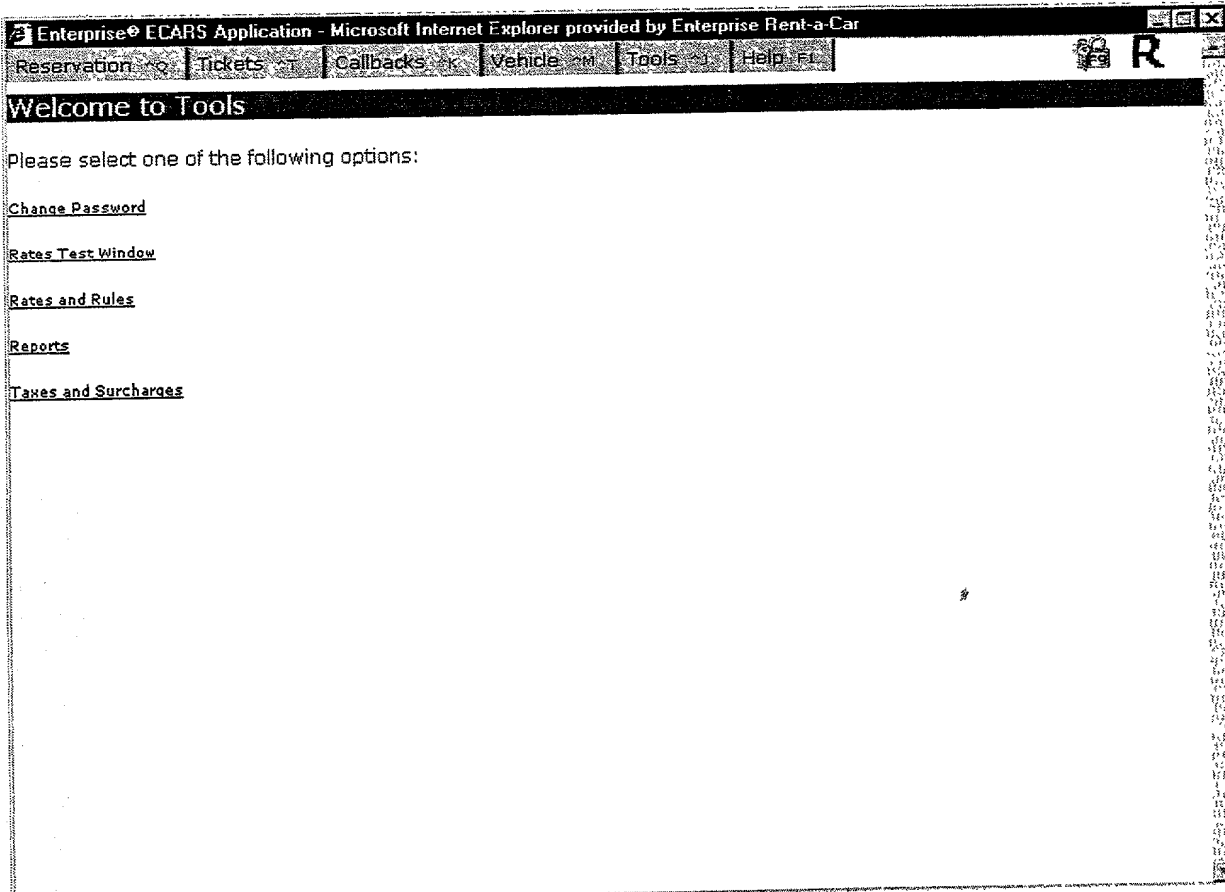 Enterprise® ECARS Application - Microsoft Internet Explorer provided by Enterprise Rent-a-Car
Reservation ^Q Tickets ^T Callbacks ^K Vehicle ^M Tools ^J Help F1 F9 R
Welcome to Tools
Please select one of the following options:
Change Password
Rates Test Window
Rates and Rules
Reports
Taxes and Surcharges